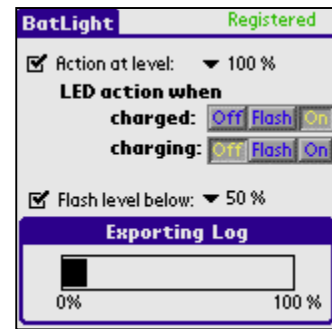 BatLight Registered
Action at level: 100 %
LED action when
charged: Off Flash On
charging: Off Flash On
Flash level below: 50 %
Exporting Log
0% 100 %